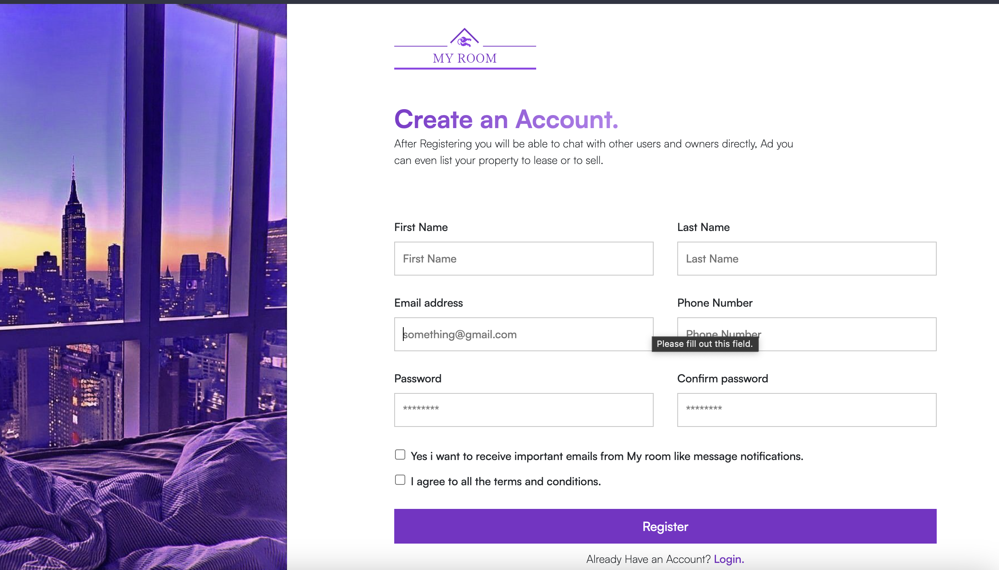 MY ROOM
Create an Account.
After Registering you will be able to chat with other users and owners directly, Ad you
can even list your property to lease or to sell.
First Name
Last Name
First Name
Last Name
Email address
Phone Number
something@gmail.com
Phone Number
Please fill out this field.
Password
Confirm password
********
********
Yes i want to receive important emails from My room like message notifications.
I agree to all the terms and conditions.
Register
Already Have an Account? Login.